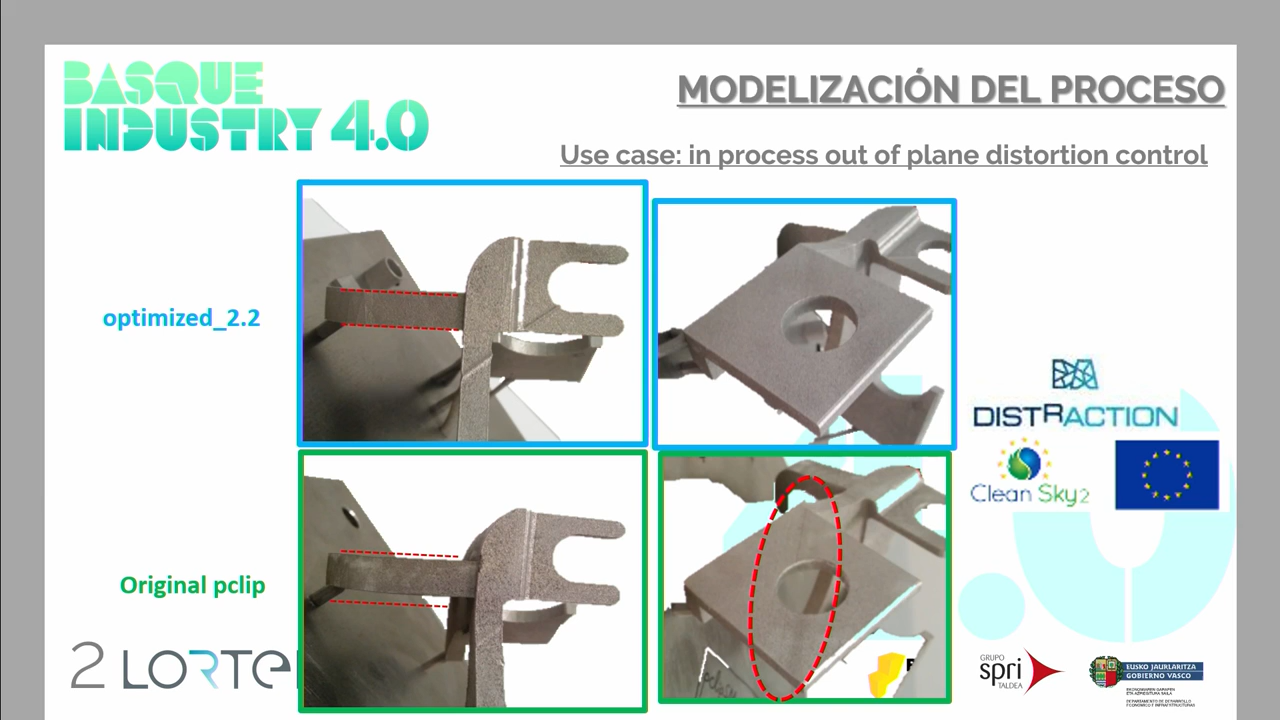 BASQUE
INDUSTRY 4.0
MODELIZACIÓN DEL PROCESO
Use case: in process out of plane distortion control
optimized_2.2
DISTRACTION
Clean Sky2
Original pclip
2 LORTE
GRUPO
spri
TALDEA
EUSKO JAURLARITZA
GOBIERNO VASCO